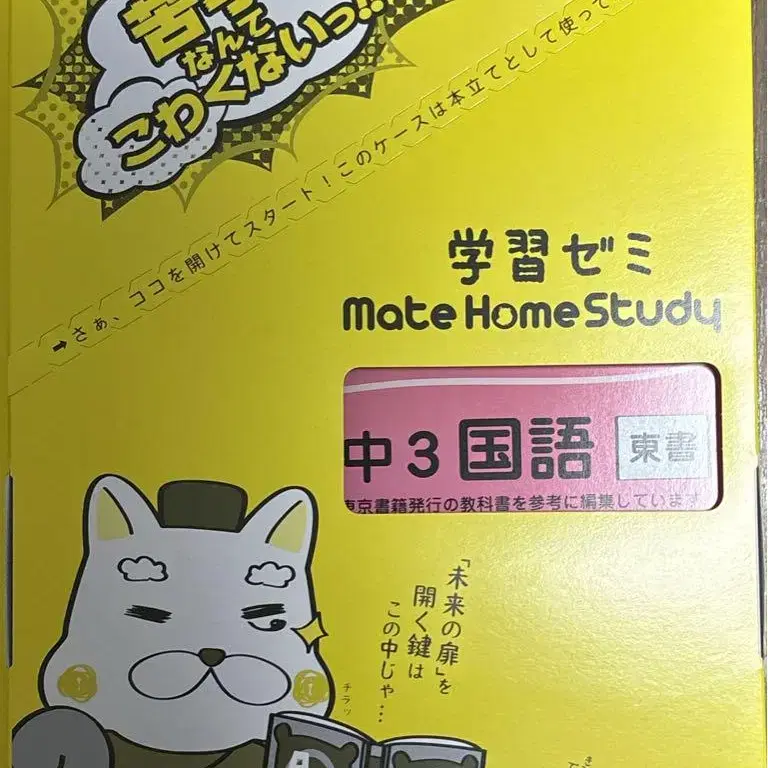 なんて
こわくないっ!!
➡さぁ、ココを開けてスタート!このケースは本立てとして使って
学習ゼミ
Mate Home Study
中3 国語 東書
東京書籍発行の教科書を参考に編集しています
「未来の扉」を
開く鍵は
この中じゃ…
チラッ